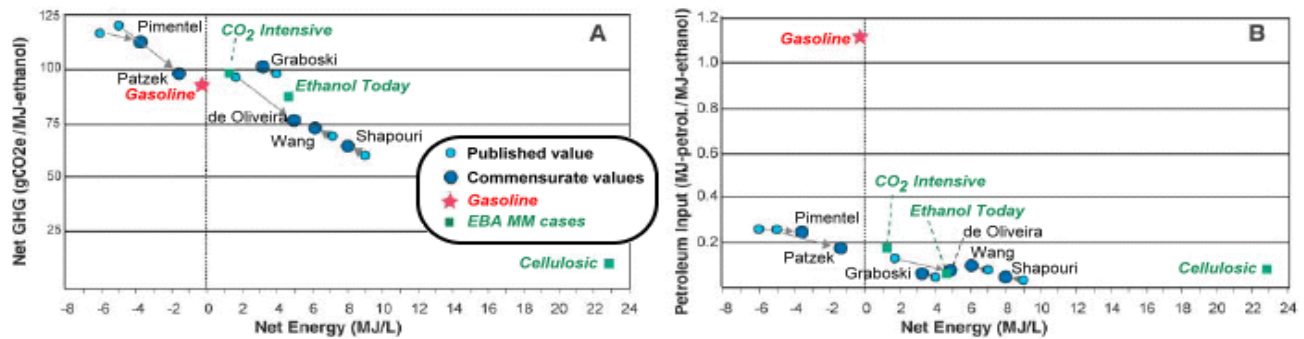 A
Net GHG (gCO2e / MJ-ethanol)
125
100
75
50
25
Pimentel
CO2 Intensive
Graboski
Patzek
Gasoline
Ethanol Today
de Oliveira
Wang
Shapouri
Published value
Commensurate values
Gasoline
EBAMM cases
Cellulosic
-8 -6 -4 -2 0 2 4 6 8 10 12 14 16 18 20 22 24
Net Energy (MJ/L)
B
Petroleum Input (MJ-petrol./MJ-ethanol)
1.2
1.0
0.8
0.6
0.4
0.2
Gasoline
CO2 Intensive
Ethanol Today
de Oliveira
Pimentel
Wang
Patzek
Graboski
Shapouri
Cellulosic
-8 -6 -4 -2 0 2 4 6 8 10 12 14 16 18 20 22 24
Net Energy (MJ/L)